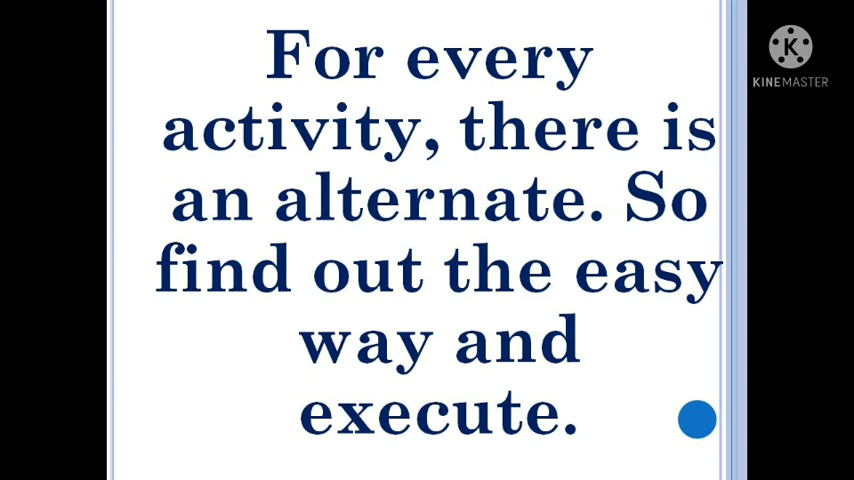 For every
activity, there is
an alternate. So
find out the easy
way and
execute.
K
KINEMASTER